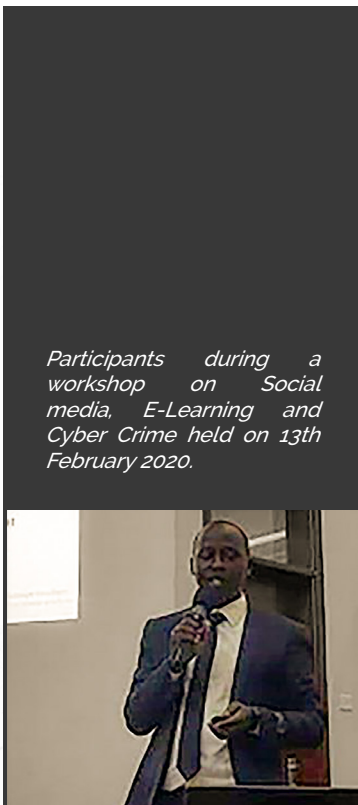 Participants during a
workshop on Social
media, E-Learning and
Cyber Crime held on 13th
February 2020.